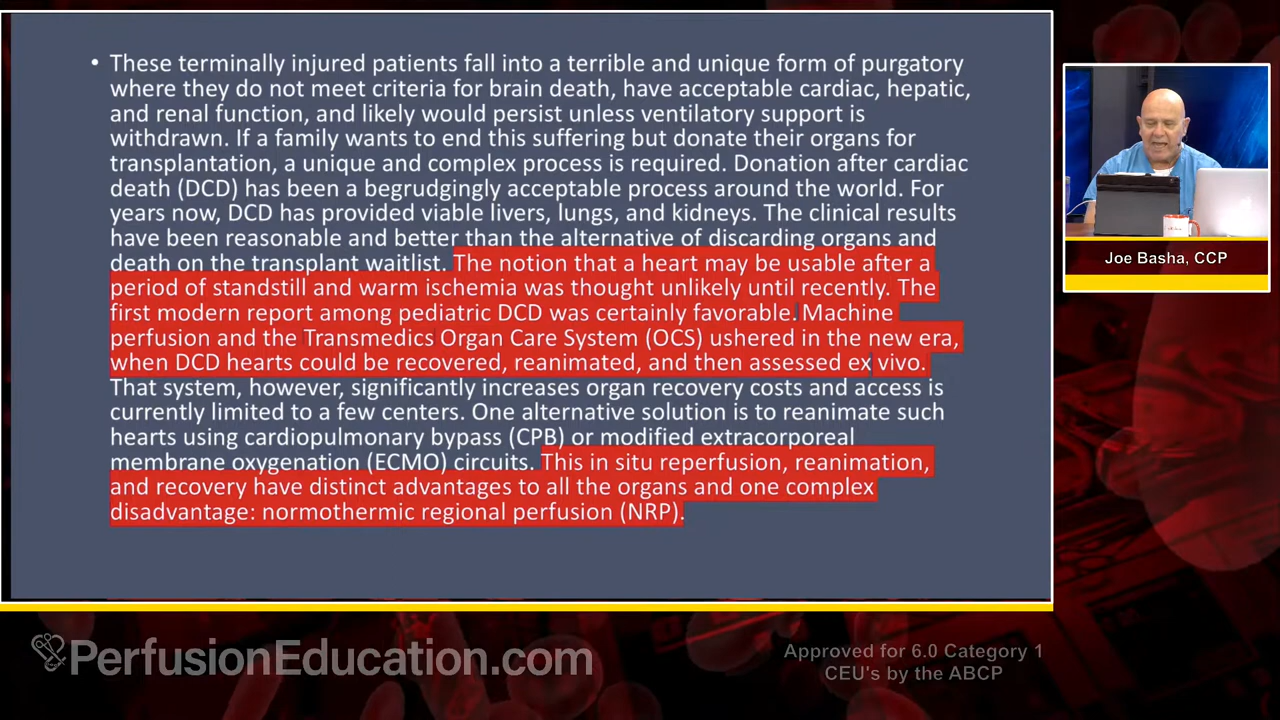 • These terminally injured patients fall into a terrible and unique form of purgatory
where they do not meet criteria for brain death, have acceptable cardiac, hepatic,
and renal function, and likely would persist unless ventilatory support is
withdrawn. If a family wants to end this suffering but donate their organs for
transplantation, a unique and complex process is required. Donation after cardiac
death (DCD) has been a begrudgingly acceptable process around the world. For
years now, DCD has provided viable livers, lungs, and kidneys. The clinical results
have been reasonable and better than the alternative of discarding organs and
death on the transplant waitlist. The notion that a heart may be usable after a
period of standstill and warm ischemia was thought unlikely until recently. The
first modern report among pediatric DCD was certainly favorable. Machine
perfusion and the Transmedics Organ Care System (OCS) ushered in the new era,
when DCD hearts could be recovered, reanimated, and then assessed ex vivo.
That system, however, significantly increases organ recovery costs and access is
currently limited to a few centers. One alternative solution is to reanimate such
hearts using cardiopulmonary bypass (CPB) or modified extracorporeal
membrane oxygenation (ECMO) circuits. This in situ reperfusion, reanimation,
and recovery have distinct advantages to all the organs and one complex
disadvantage: normothermic regional perfusion (NRP).
Joe Basha, CCP
PerfusionEducation.com
Approved for 6.0 Category 1
CEU's by the ABCP